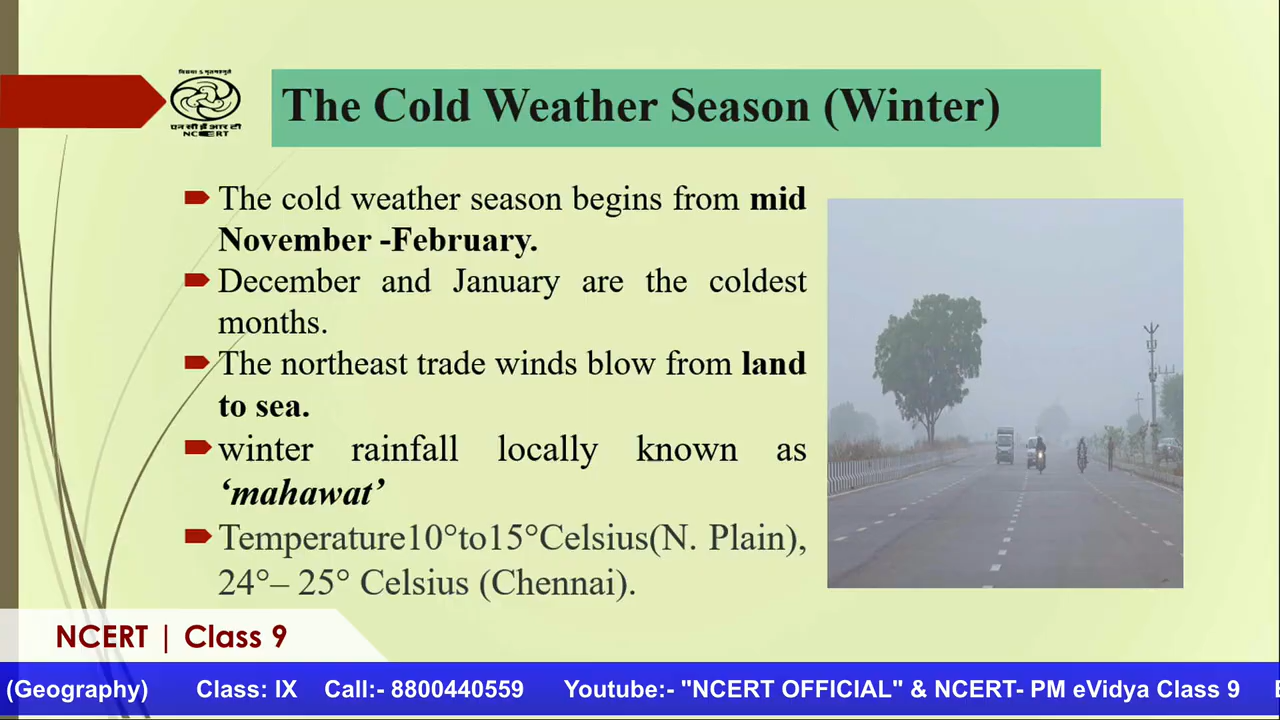 एन सी ई आर टी
NCERT
The Cold Weather Season (Winter)
The cold weather season begins from mid
November -February.
December and January are the coldest
months.
The northeast trade winds blow from land
to sea.
winter rainfall locally known as
‘mahawat’
Temperature10°to15°Celsius(N. Plain),
24°– 25° Celsius (Chennai).
NCERT | Class 9
(Geography) Class: IX Call:- 8800440559 Youtube:- "NCERT OFFICIAL" & NCERT- PM eVidya Class 9